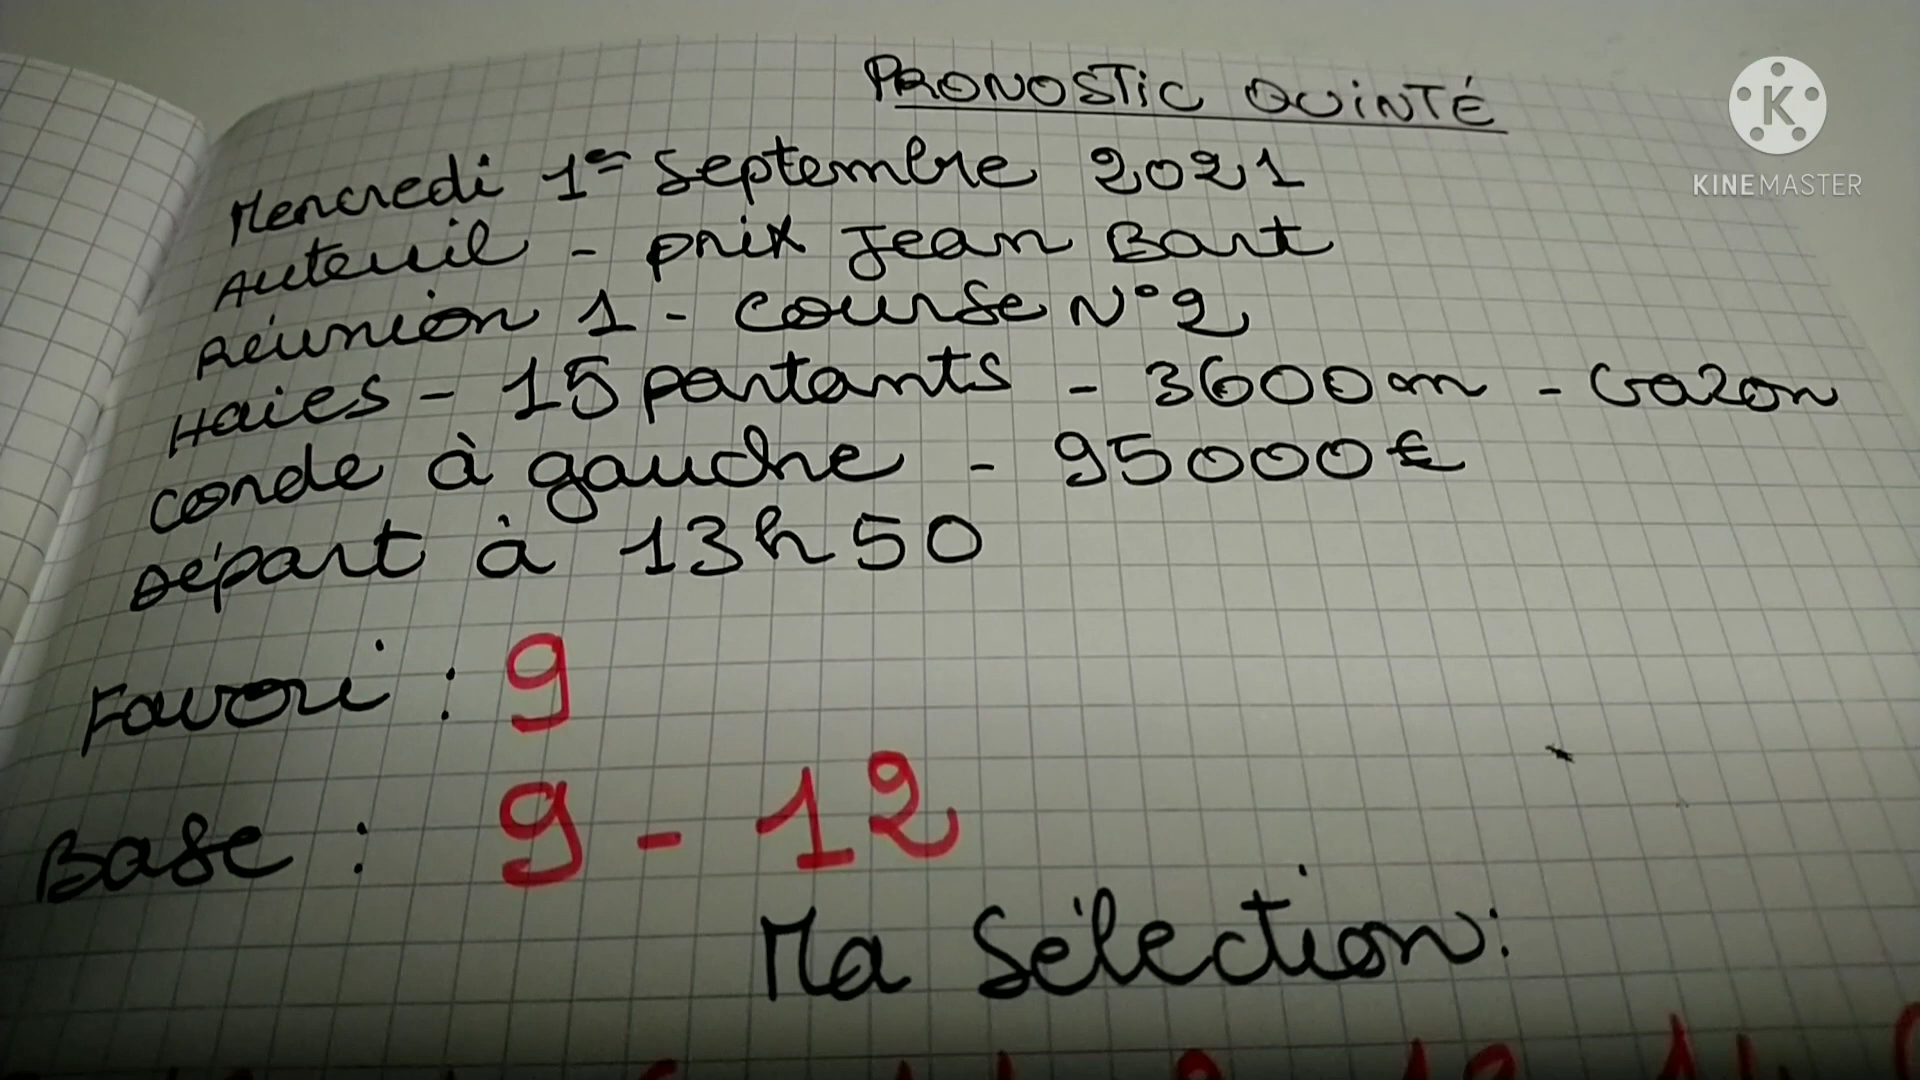 PRONOSTIC QUINTÉ
Mercredi 1er Septembre 2021
Auteuil - prix Jean Bart
Réunion 1 - course N°2
Haies - 15 partants - 3600m - Gazon
corde à gauche - 95000€
Départ à 13h50
Favori : 9
Base : 9 - 12
Ma Sélection:
K
KINEMASTER